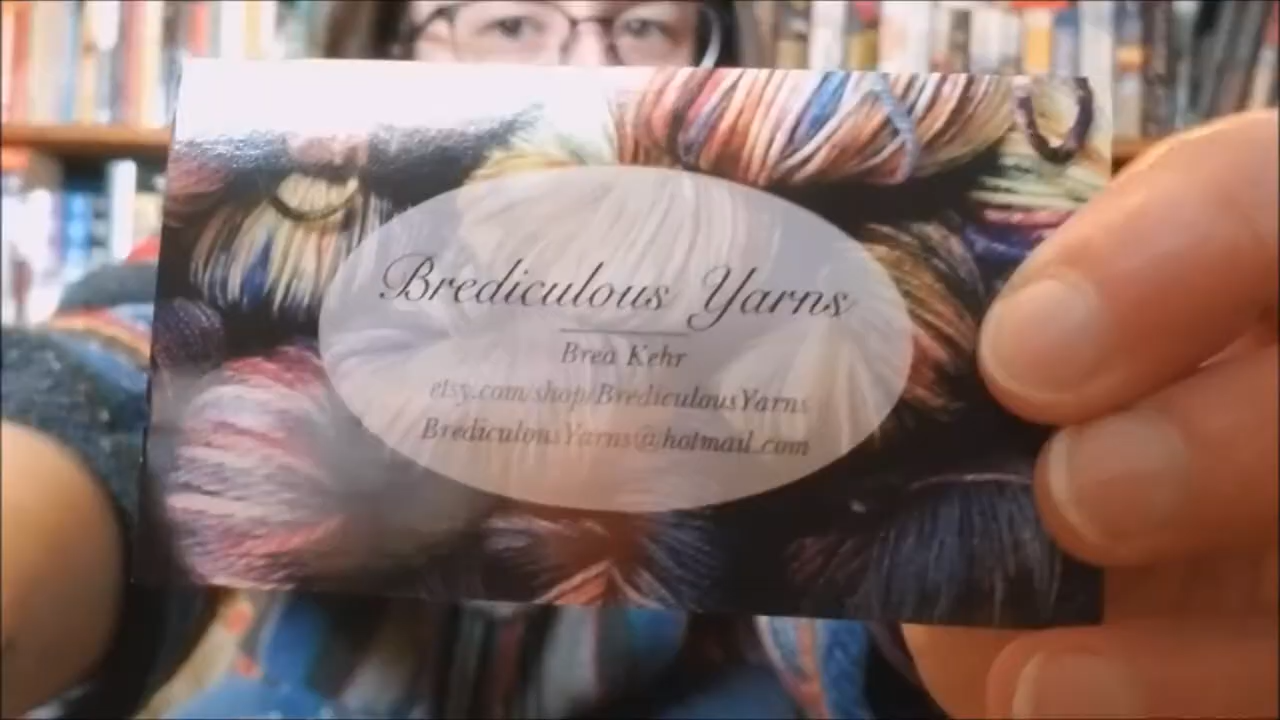 Brediculous Yarns
Brea Kehr
etsy.com/shop/BrediculousYarns
BrediculousYarns@hotmail.com